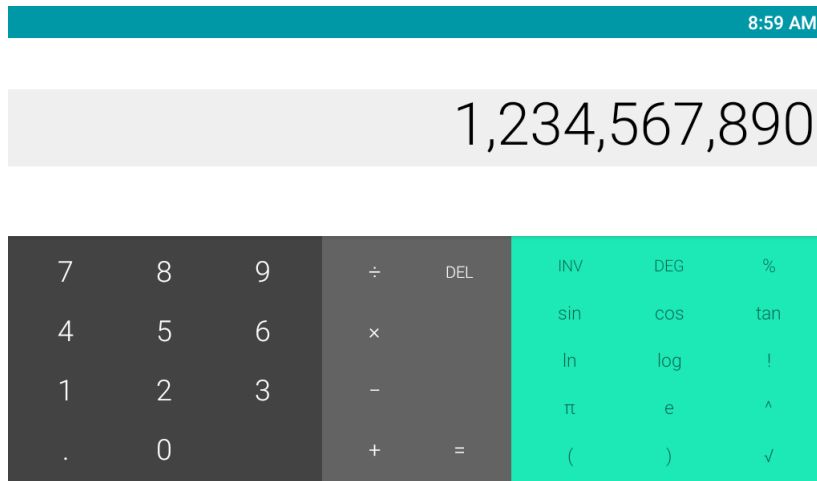 8:59 AM
1,234,567,890
7 8 9 ÷ DEL INV DEG %
4 5 6 × sin cos tan
1 2 3 − ln log !
. 0 + = π e ^
( ) √